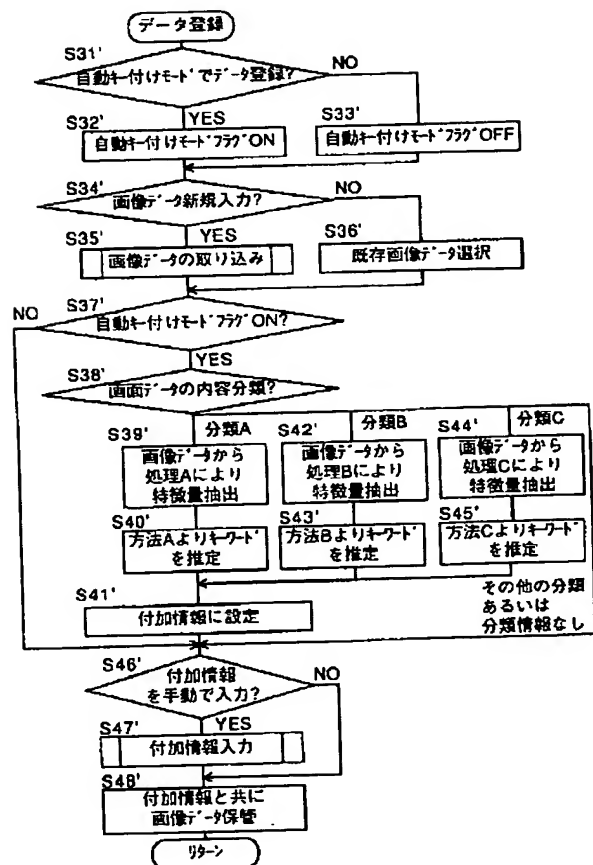 データ登録
S31'
自動キー付けモードでデータ登録?
NO
YES
S32'
自動キー付けモードフラグON
S33'
自動キー付けモードフラグOFF
S34'
画像データ新規入力?
NO
YES
S35'
画像データの取り込み
S36'
既存画像データ選択
S37'
NO
自動キー付けモードフラグON?
YES
S38'
画面データの内容分類?
S39'
分類A
画像データから
処理Aにより
特徴量抽出
S42'
分類B
画像データから
処理Bにより
特徴量抽出
S44'
分類C
画像データから
処理Cにより
特徴量抽出
S40'
方法Aよりキーワード
を推定
S43'
方法Bよりキーワード
を推定
S45'
方法Cよりキーワード
を推定
S41'
付加情報に設定
その他の分類
あるいは
分類情報なし
S46'
付加情報
を手動で入力?
NO
YES
S47'
付加情報入力
S48'
付加情報と共に
画像データ保管
リターン